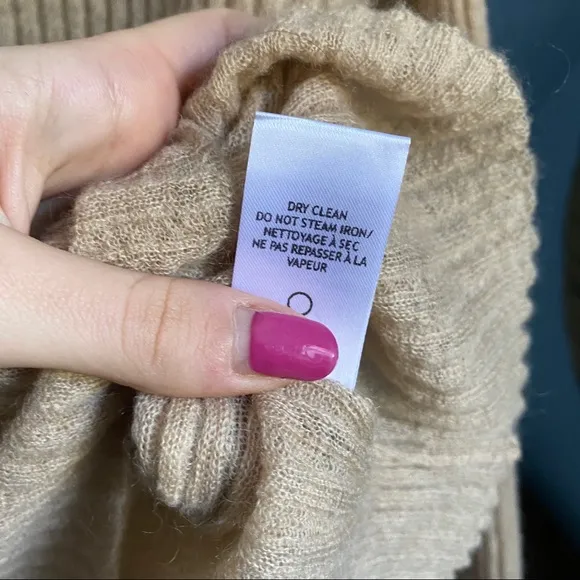 DRY CLEAN
DO NOT STEAM IRON/
NETTOYAGE À SEC
NE PAS REPASSER À LA
VAPEUR